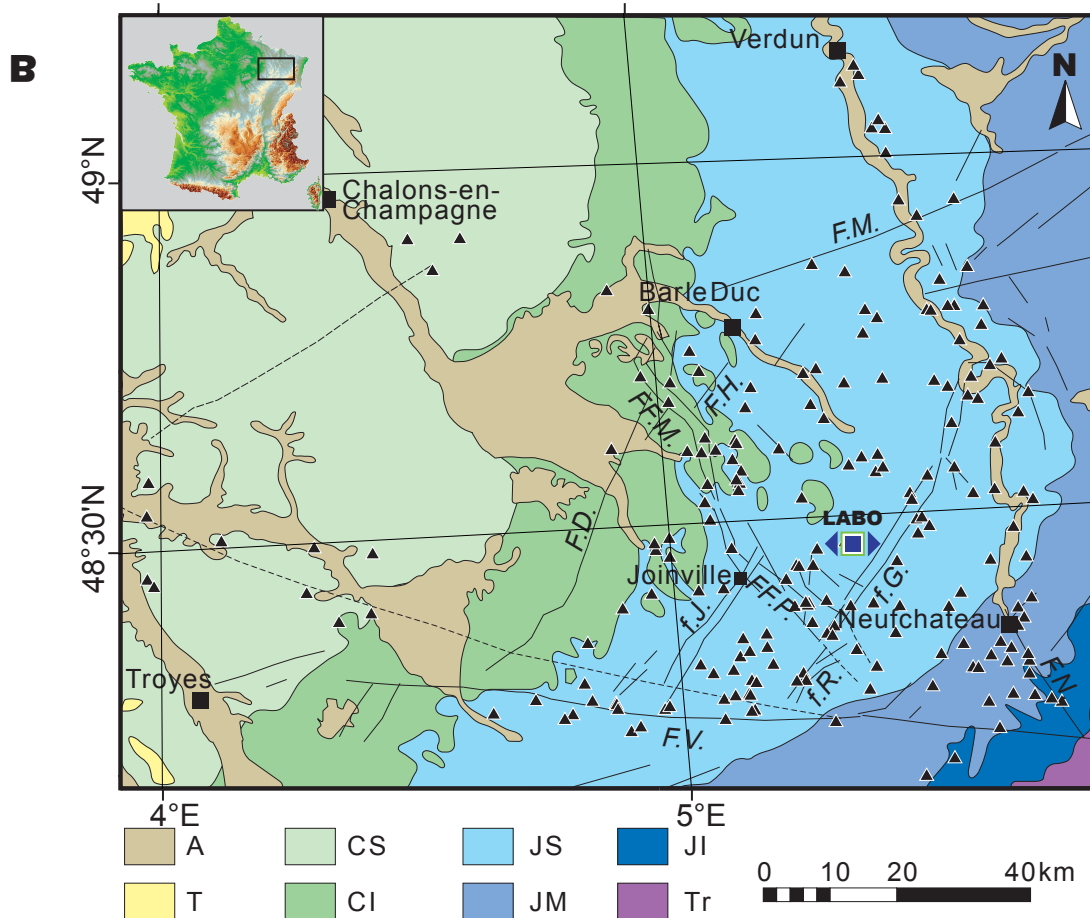 B
Verdun
N
49°N
Chalons-en-
Champagne
F.M.
BarleDuc
F.H.
F.F.M.
F.D.
48°30'N
LABO
Joinville
F.F.P.
f.G.
f.J.
Neufchateau
F.N.
Troyes
f.R.
F.V.
4°E
5°E
A
CS
JS
JI
T
CI
JM
Tr
0 10 20 40km